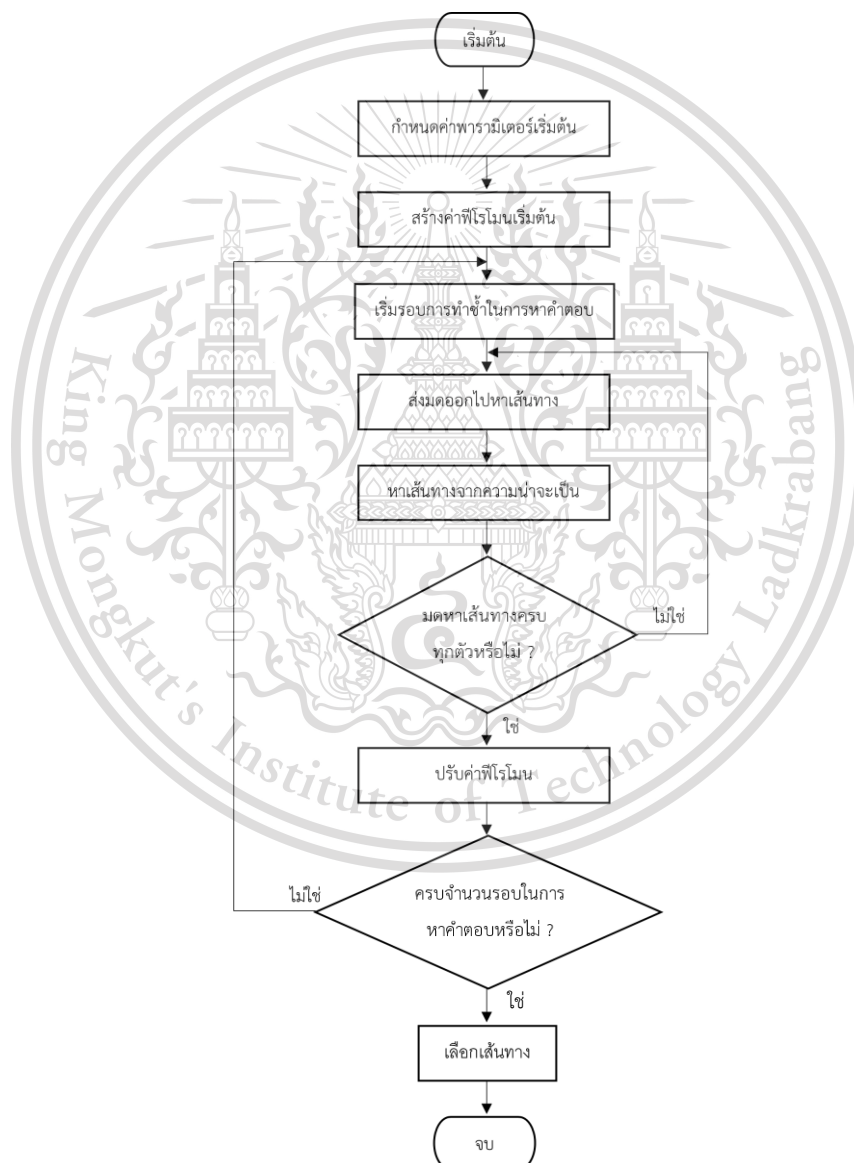 เริ่มต้น
กำหนดค่าพารามิเตอร์เริ่มต้น
สร้างค่าฟีโรโมนเริ่มต้น
เริ่มรอบการทำซ้ำในการหาคำตอบ
ส่งมดออกไปหาเส้นทาง
หาเส้นทางจากความน่าจะเป็น
มดหาเส้นทางครบ
ทุกตัวหรือไม่ ?
ไม่ใช่
ใช่
ปรับค่าฟีโรโมน
ครบจำนวนรอบในการ
หาคำตอบหรือไม่ ?
ไม่ใช่
ใช่
เลือกเส้นทาง
จบ
King Mongkut's Institute of Technology Ladkrabang